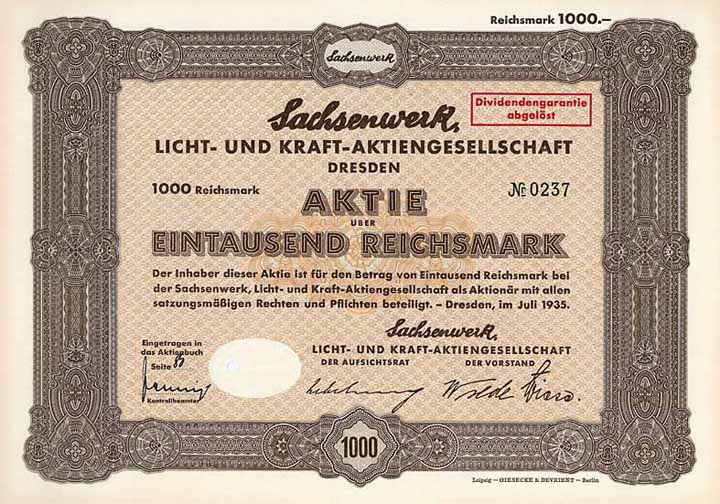 Reichsmark 1000.–
Sachsenwerk
Dividendengarantie
abgelöst
Sachsenwerk,
LICHT- UND KRAFT-AKTIENGESELLSCHAFT
DRESDEN
1000 Reichsmark
№ 0237
AKTIE
ÜBER
EINTAUSEND REICHSMARK
Der Inhaber dieser Aktie ist für den Betrag von Eintausend Reichsmark bei
der Sachsenwerk, Licht- und Kraft-Aktiengesellschaft als Aktionär mit allen
satzungsmäßigen Rechten und Pflichten beteiligt. – Dresden, im Juli 1935.
Eingetragen in
das Aktienbuch
Seite
Kontrollbeamter
Sachsenwerk,
LICHT- UND KRAFT-AKTIENGESELLSCHAFT
DER AUFSICHTSRAT DER VORSTAND
1000
Leipzig – GIESECKE & DEVRIENT – Berlin